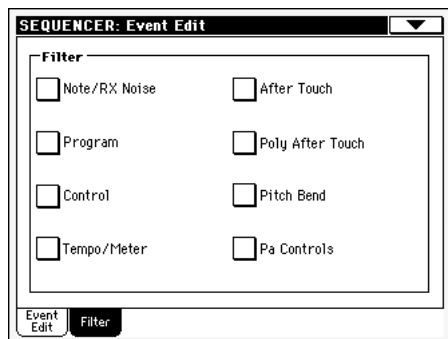 SEQUENCER: Event Edit
Filter
Note/RX Noise
After Touch
Program
Poly After Touch
Control
Pitch Bend
Tempo/Meter
Pa Controls
Event
Edit
Filter